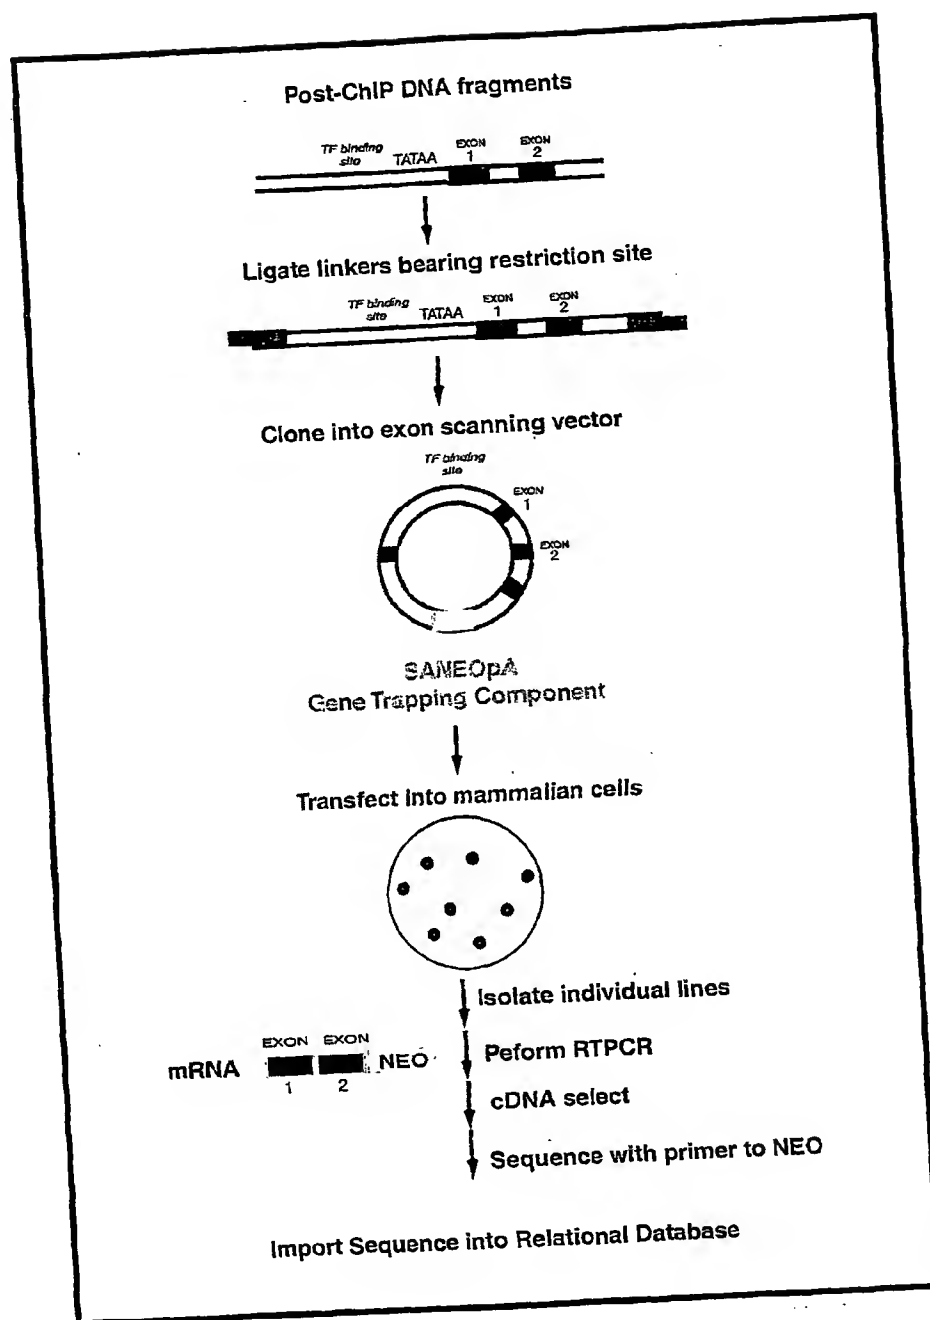 Post-ChIP DNA fragments
TF binding site TATAA EXON 1 EXON 2
Ligate linkers bearing restriction site
TF binding site TATAA EXON 1 EXON 2
Clone into exon scanning vector
TF binding site
EXON 1
EXON 2
SANEOpA
Gene Trapping Component
Transfect into mammalian cells
Isolate individual lines
mRNA EXON 1 EXON 2 NEO
Peform RTPCR
cDNA select
Sequence with primer to NEO
Import Sequence into Relational Database